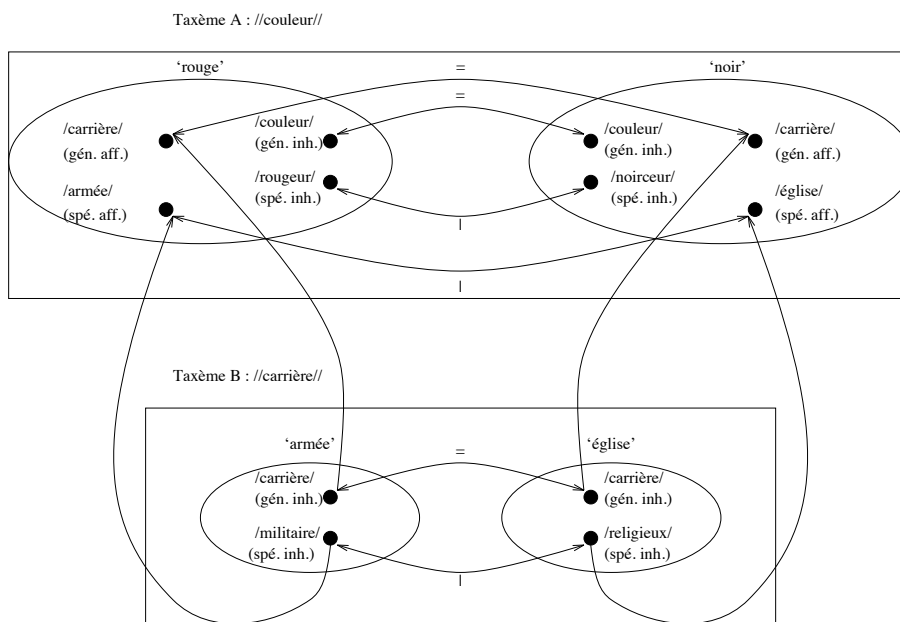 Taxème A : //couleur//
‘rouge’
=
‘noir’
=
/carrière/
(gén. aff.)
/couleur/
(gén. inh.)
/couleur/
(gén. inh.)
/carrière/
(gén. aff.)
/armée/
(spé. aff.)
/rougeur/
(spé. inh.)
/noirceur/
(spé. inh.)
/église/
(spé. aff.)
|
|
Taxème B : //carrière//
‘armée’
=
‘église’
/carrière/
(gén. inh.)
/carrière/
(gén. inh.)
/militaire/
(spé. inh.)
/religieux/
(spé. inh.)
|